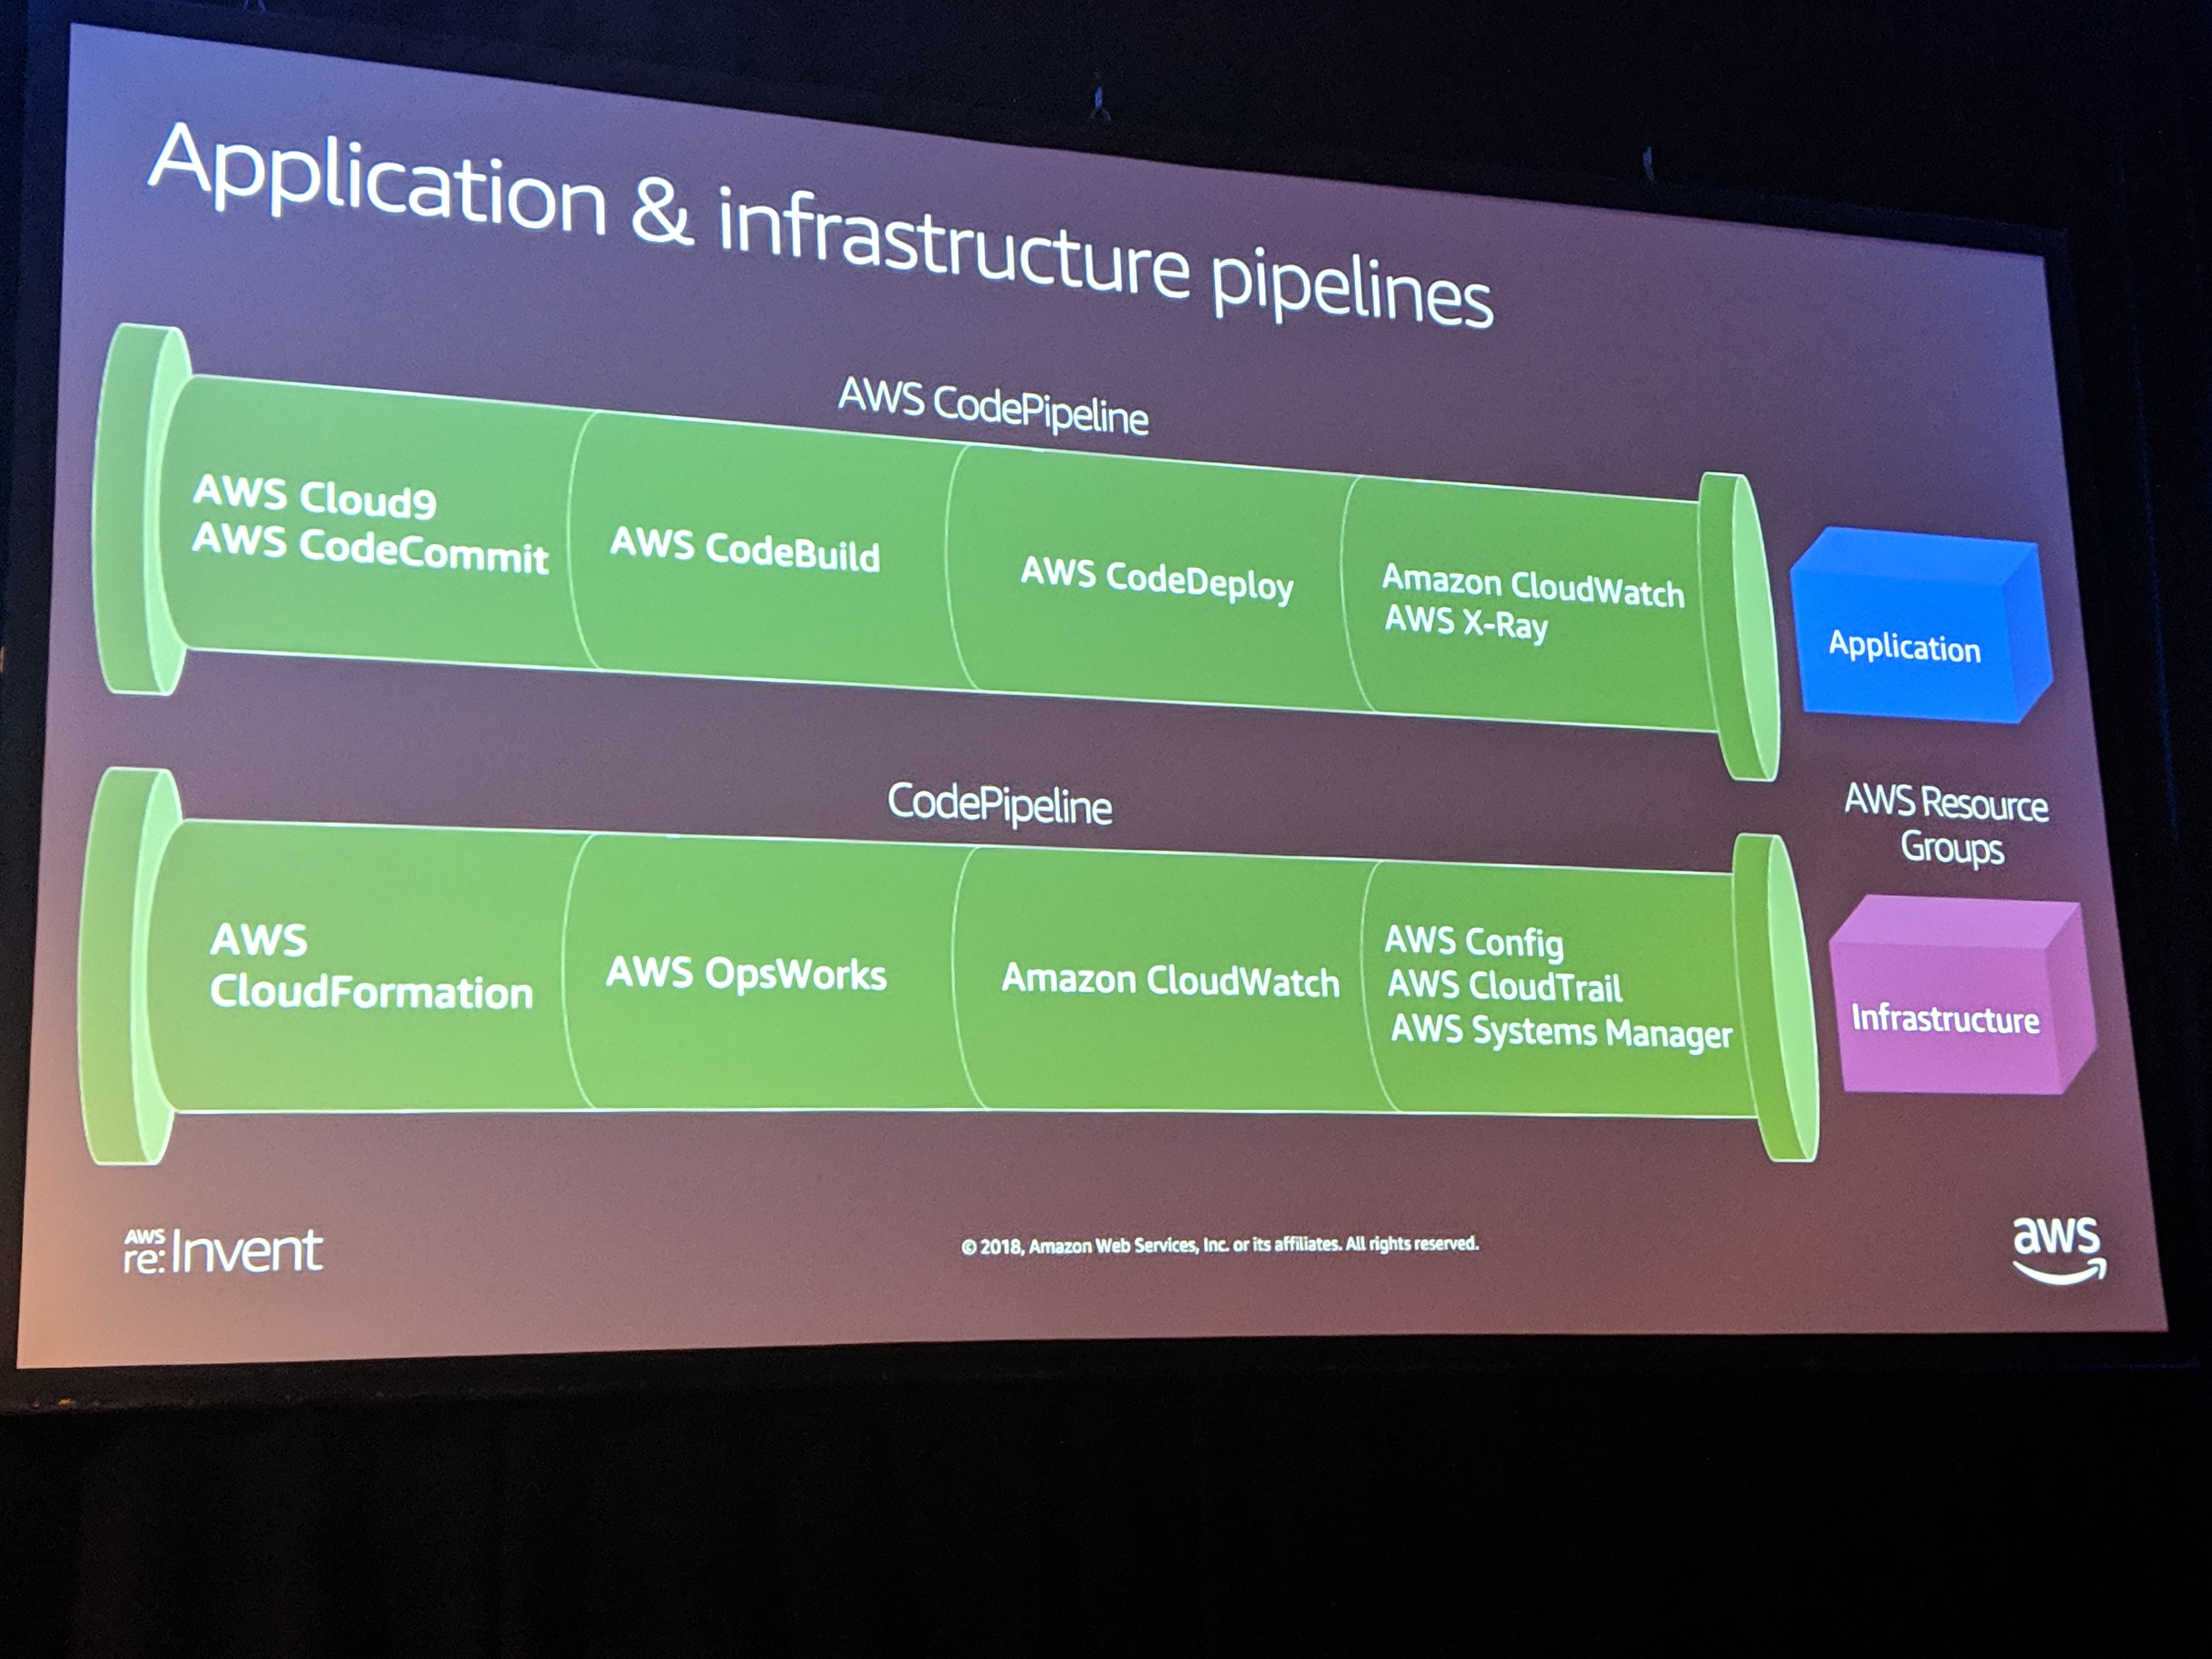 Application & infrastructure pipelines
AWS CodePipeline
AWS Cloud9
AWS CodeCommit
AWS CodeBuild
AWS CodeDeploy
Amazon CloudWatch
AWS X-Ray
Application
CodePipeline
AWS Resource
Groups
AWS
CloudFormation
AWS OpsWorks
Amazon CloudWatch
AWS Config
AWS CloudTrail
AWS Systems Manager
Infrastructure
AWS
re:Invent
© 2018, Amazon Web Services, Inc. or its affiliates. All rights reserved.
aws